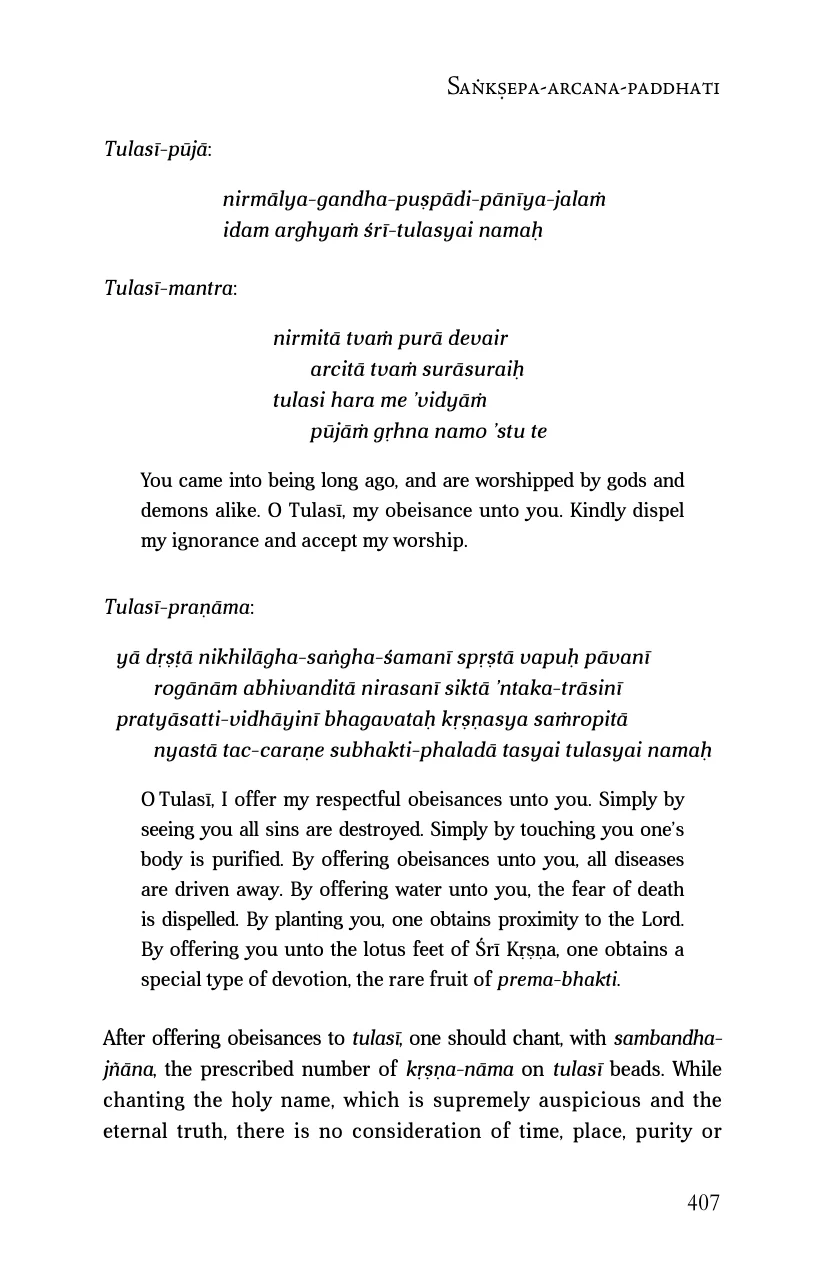 Saṅkṣepa-arcana-paddhati
Tulasī-pūjā:
nirmālya-gandha-puṣpādi-pānīya-jalaṁ
idam arghyaṁ śrī-tulasyai namaḥ
Tulasī-mantra:
nirmitā tvaṁ purā devair
arcitā tvaṁ surāsuraiḥ
tulasi hara me ’vidyāṁ
pūjāṁ gṛhna namo ’stu te
You came into being long ago, and are worshipped by gods and
demons alike. O Tulasī, my obeisance unto you. Kindly dispel
my ignorance and accept my worship.
Tulasī-praṇāma:
yā dṛṣṭā nikhilāgha-saṅgha-śamanī spṛṣṭā vapuḥ pāvanī
rogānām abhivanditā nirasanī siktā ’ntaka-trāsinī
pratyāsatti-vidhāyinī bhagavataḥ kṛṣṇasya saṁropitā
nyastā tac-caraṇe subhakti-phaladā tasyai tulasyai namaḥ
O Tulasī, I offer my respectful obeisances unto you. Simply by
seeing you all sins are destroyed. Simply by touching you one’s
body is purified. By offering obeisances unto you, all diseases
are driven away. By offering water unto you, the fear of death
is dispelled. By planting you, one obtains proximity to the Lord.
By offering you unto the lotus feet of Śrī Kṛṣṇa, one obtains a
special type of devotion, the rare fruit of prema-bhakti.
After offering obeisances to tulasī, one should chant, with sambandha-
jñāna, the prescribed number of kṛṣṇa-nāma on tulasī beads. While
chanting the holy name, which is supremely auspicious and the
eternal truth, there is no consideration of time, place, purity or
407